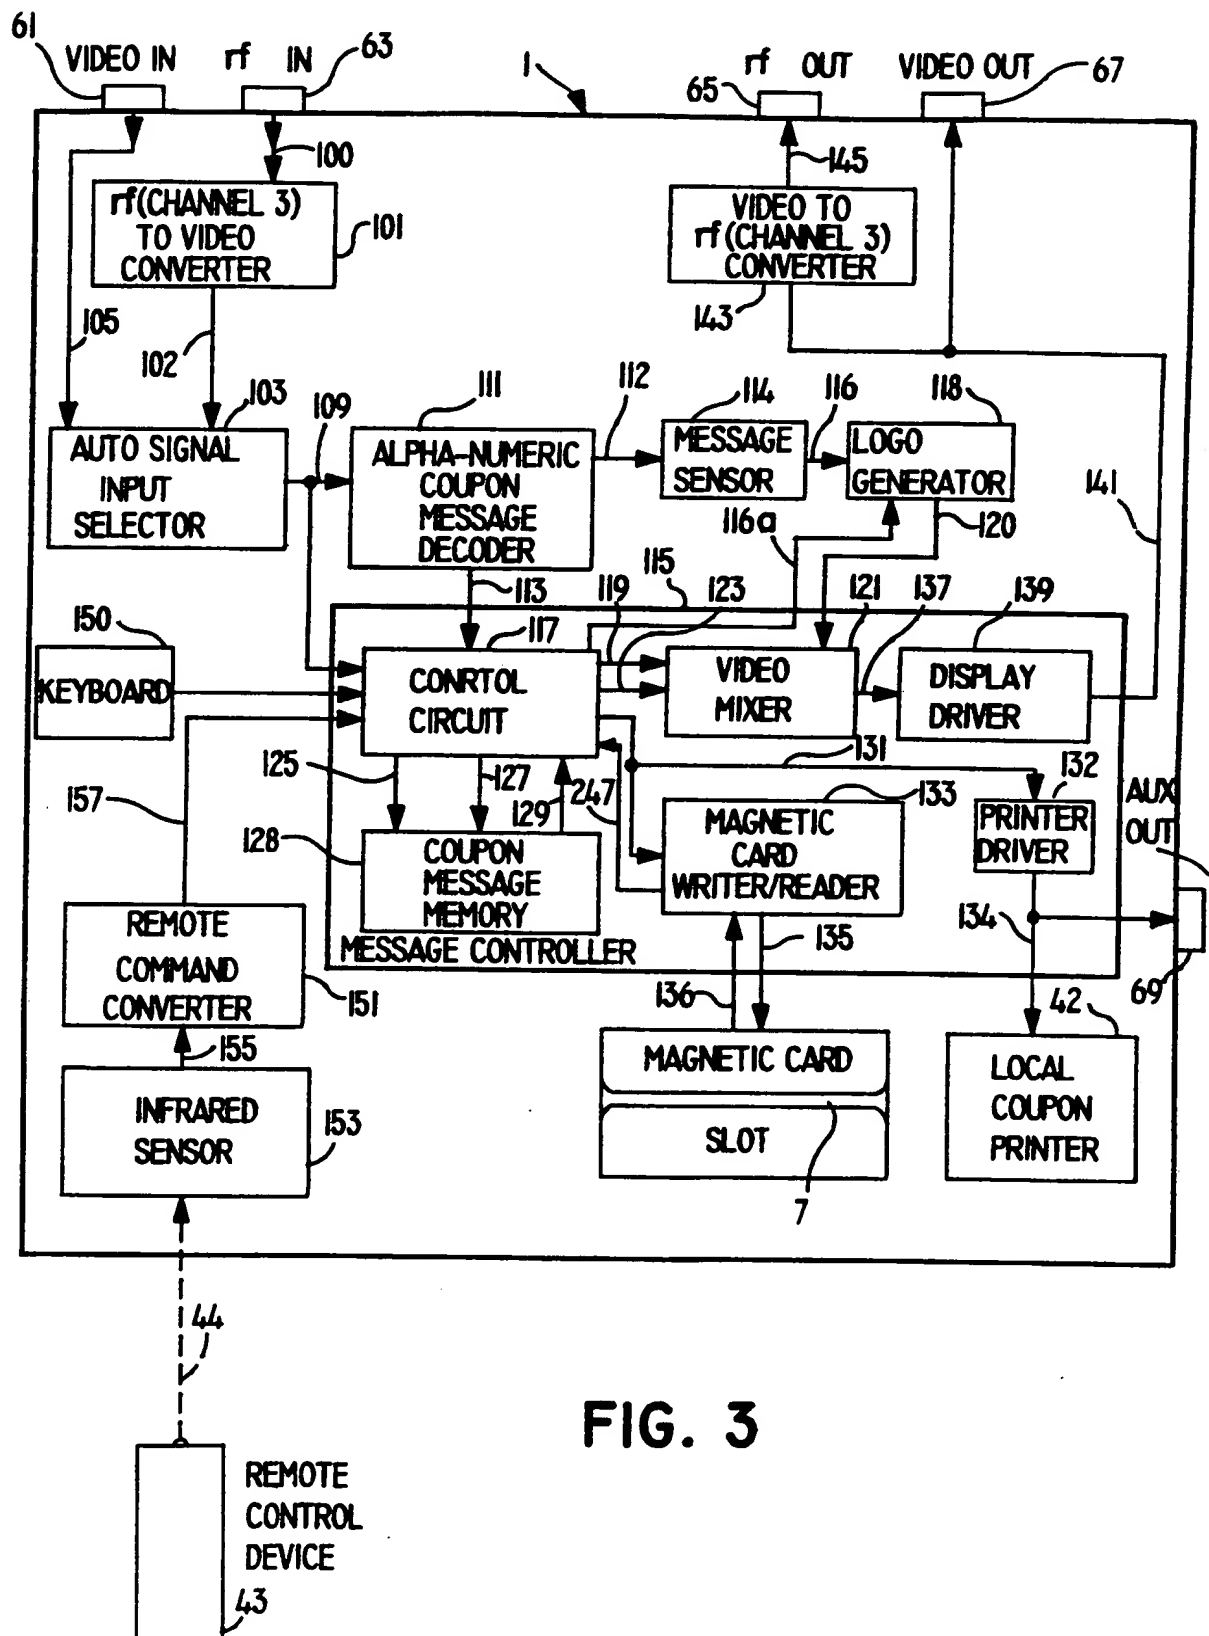 61
VIDEO IN
rf IN
63
1
rf OUT
65
VIDEO OUT
67
100
145
rf(CHANNEL 3)
TO VIDEO
CONVERTER
101
VIDEO TO
rf(CHANNEL 3)
CONVERTER
143
105
102
103
109
111
112
114
116
118
AUTO SIGNAL
INPUT
SELECTOR
ALPHA-NUMERIC
COUPON
MESSAGE
DECODER
MESSAGE
SENSOR
LOGO
GENERATOR
141
116a
120
113
115
119
123
121
137
139
150
117
KEYBOARD
CONRTOL
CIRCUIT
VIDEO
MIXER
DISPLAY
DRIVER
125
127
129
247
131
133
132
AUX
OUT
157
128
COUPON
MESSAGE
MEMORY
MAGNETIC
CARD
WRITER/READER
PRINTER
DRIVER
MESSAGE CONTROLLER
134
135
136
69
REMOTE
COMMAND
CONVERTER
151
155
42
MAGNETIC CARD
SLOT
7
LOCAL
COUPON
PRINTER
INFRARED
SENSOR
153
44
FIG. 3
REMOTE
CONTROL
DEVICE
43